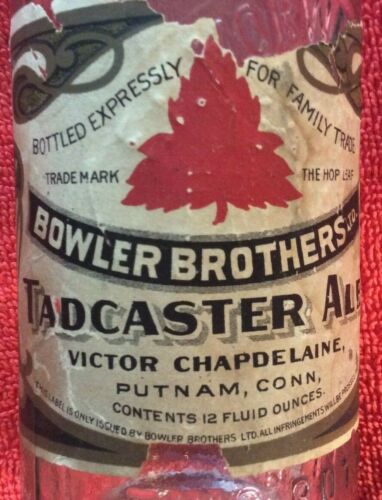 BOTTLED EXPRESSLY FOR FAMILY TRADE
TRADE MARK THE HOP LEAF
BOWLER BROTHERS
TADCASTER ALE
VICTOR CHAPDELAINE,
PUTNAM, CONN,
CONTENTS 12 FLUID OUNCES.
THIS LABEL IS ONLY ISSUED BY BOWLER BROTHERS LTD. ALL INFRINGEMENTS WILL BE